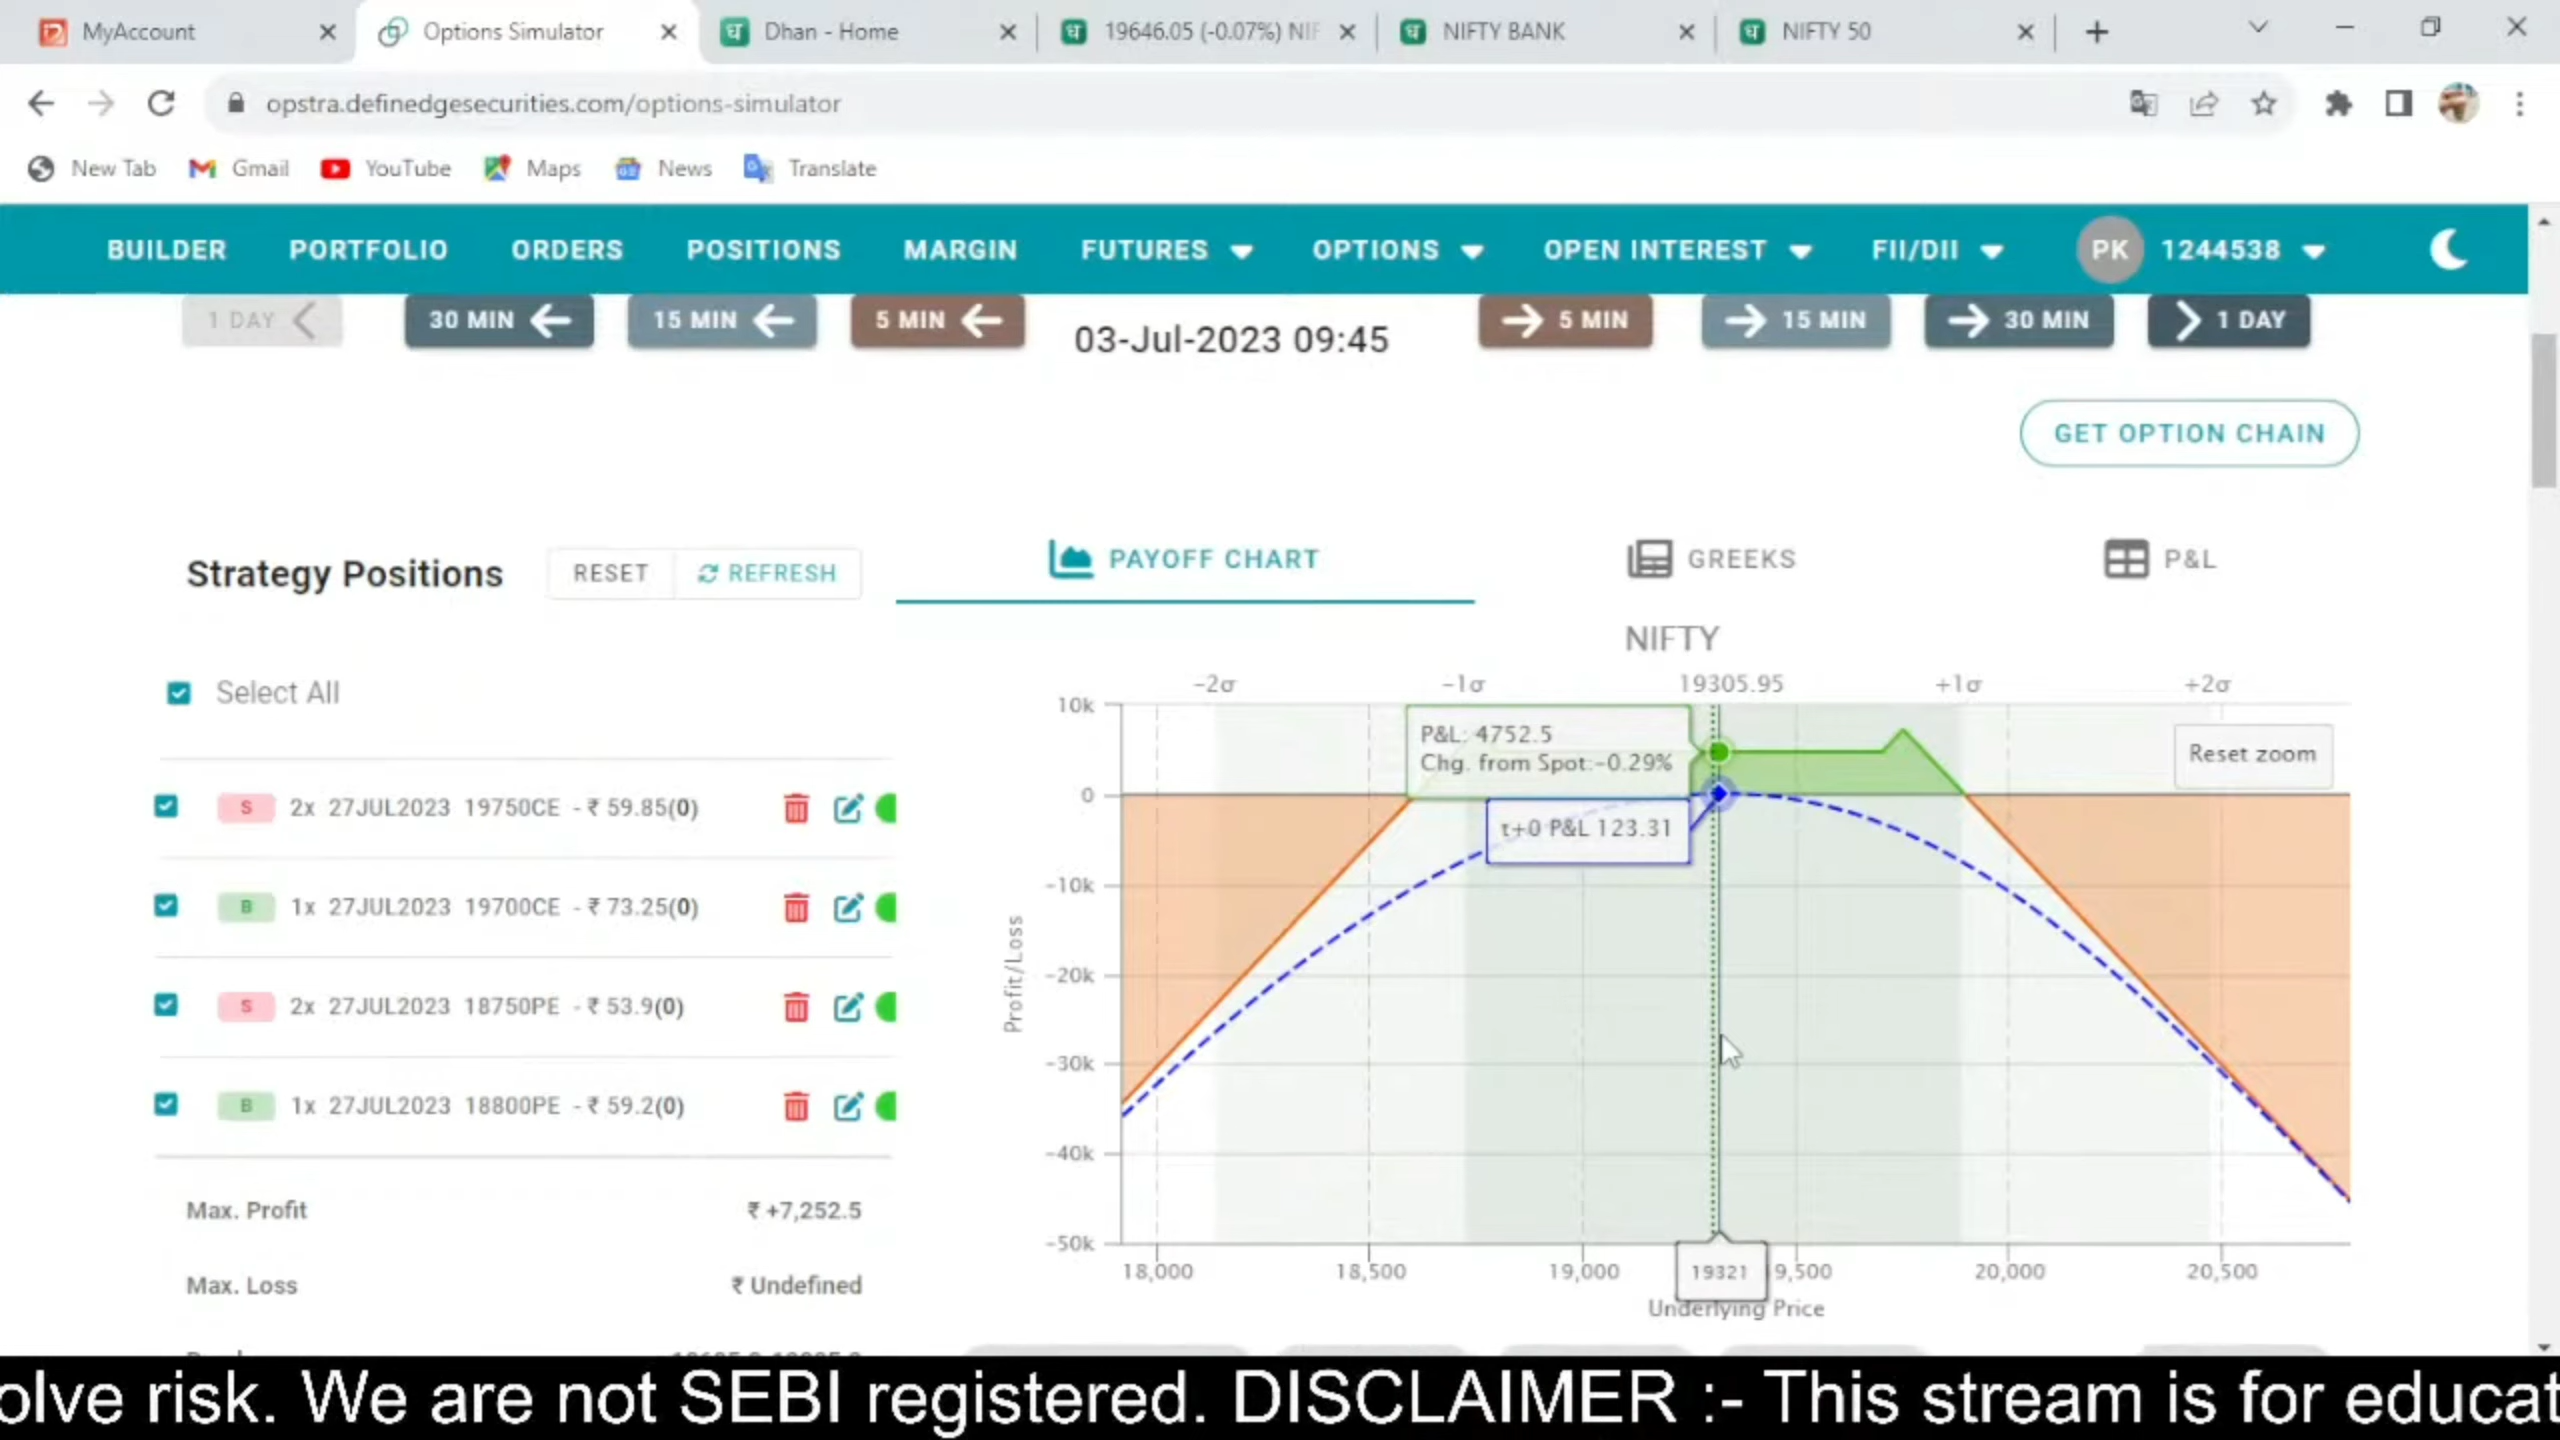 MyAccount
Options Simulator
Dhan - Home
19646.05 (-0.07%) NIF
NIFTY BANK
NIFTY 50
opstra.definedgesecurities.com/options-simulator
New Tab
Gmail
YouTube
Maps
News
Translate
BUILDER
PORTFOLIO
ORDERS
POSITIONS
MARGIN
FUTURES
OPTIONS
OPEN INTEREST
FII/DII
PK
1244538
1 DAY
30 MIN
15 MIN
5 MIN
03-Jul-2023 09:45
5 MIN
15 MIN
30 MIN
1 DAY
GET OPTION CHAIN
Strategy Positions
RESET
REFRESH
PAYOFF CHART
GREEKS
P&L
Select All
S 2x 27JUL2023 19750CE - ₹ 59.85(0)
B 1x 27JUL2023 19700CE - ₹ 73.25(0)
S 2x 27JUL2023 18750PE - ₹ 53.9(0)
B 1x 27JUL2023 18800PE - ₹ 59.2(0)
Max. Profit ₹ +7,252.5
Max. Loss ₹ Undefined
NIFTY
-2σ -1σ 19305.95 +1σ +2σ
10k
0
-10k
-20k
-30k
-40k
-50k
Profit/Loss
P&L: 4752.5
Chg. from Spot:-0.29%
t+0 P&L 123.31
Reset zoom
18,000 18,500 19,000 19321 9,500 20,000 20,500
Underlying Price
olve risk. We are not SEBI registered. DISCLAIMER :- This stream is for educat